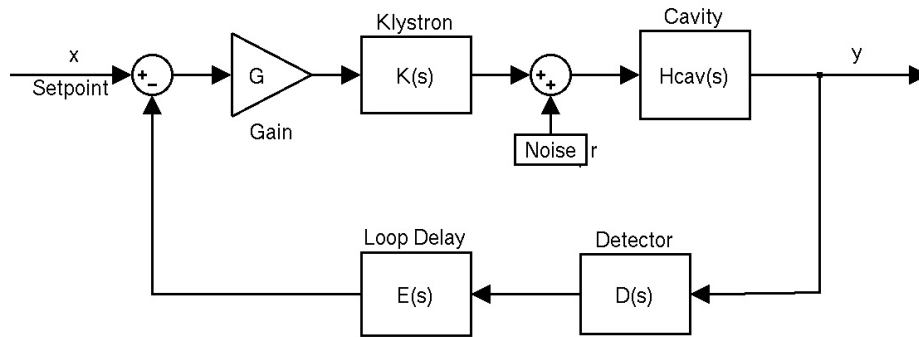 Klystron
Cavity
x
y
+
−
G
K(s)
+
+
Hcav(s)
Setpoint
Gain
Noise r
Loop Delay
Detector
E(s)
D(s)